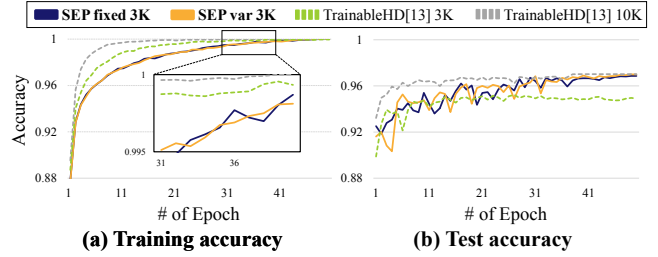 SEP fixed 3K SEP var 3K TrainableHD[13] 3K TrainableHD[13] 10K
Accuracy
1
0.96
0.92
0.88
1
0.995
31 36
1 11 21 31 41
# of Epoch
(a) Training accuracy
1
0.96
0.92
0.88
1 11 21 31 41
# of Epoch
(b) Test accuracy